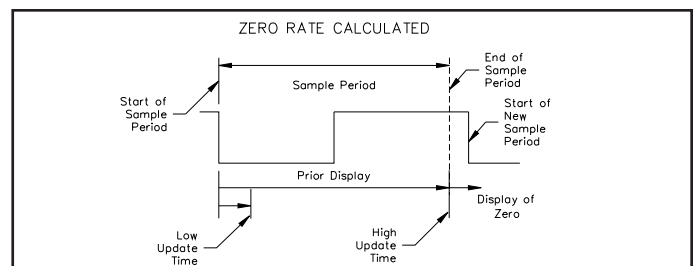 ZERO RATE CALCULATED
End of
Sample
Period
Sample Period
Start of
Sample
Period
Start of
New
Sample
Period
Prior Display
Display of
Zero
Low
Update
Time
High
Update
Time